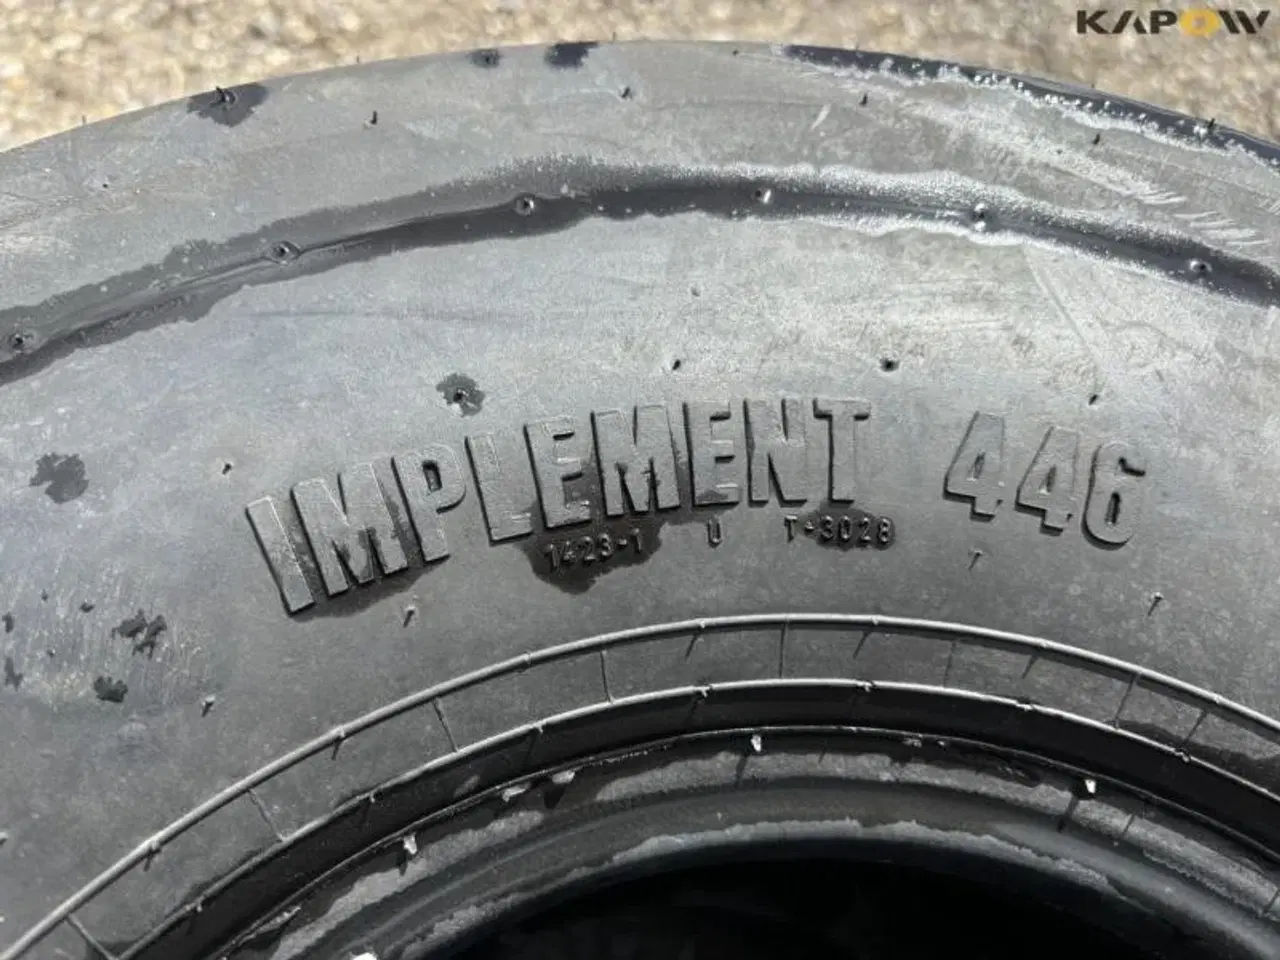 KAPOW
IMPLEMENT 446
1423-1 U T-3028